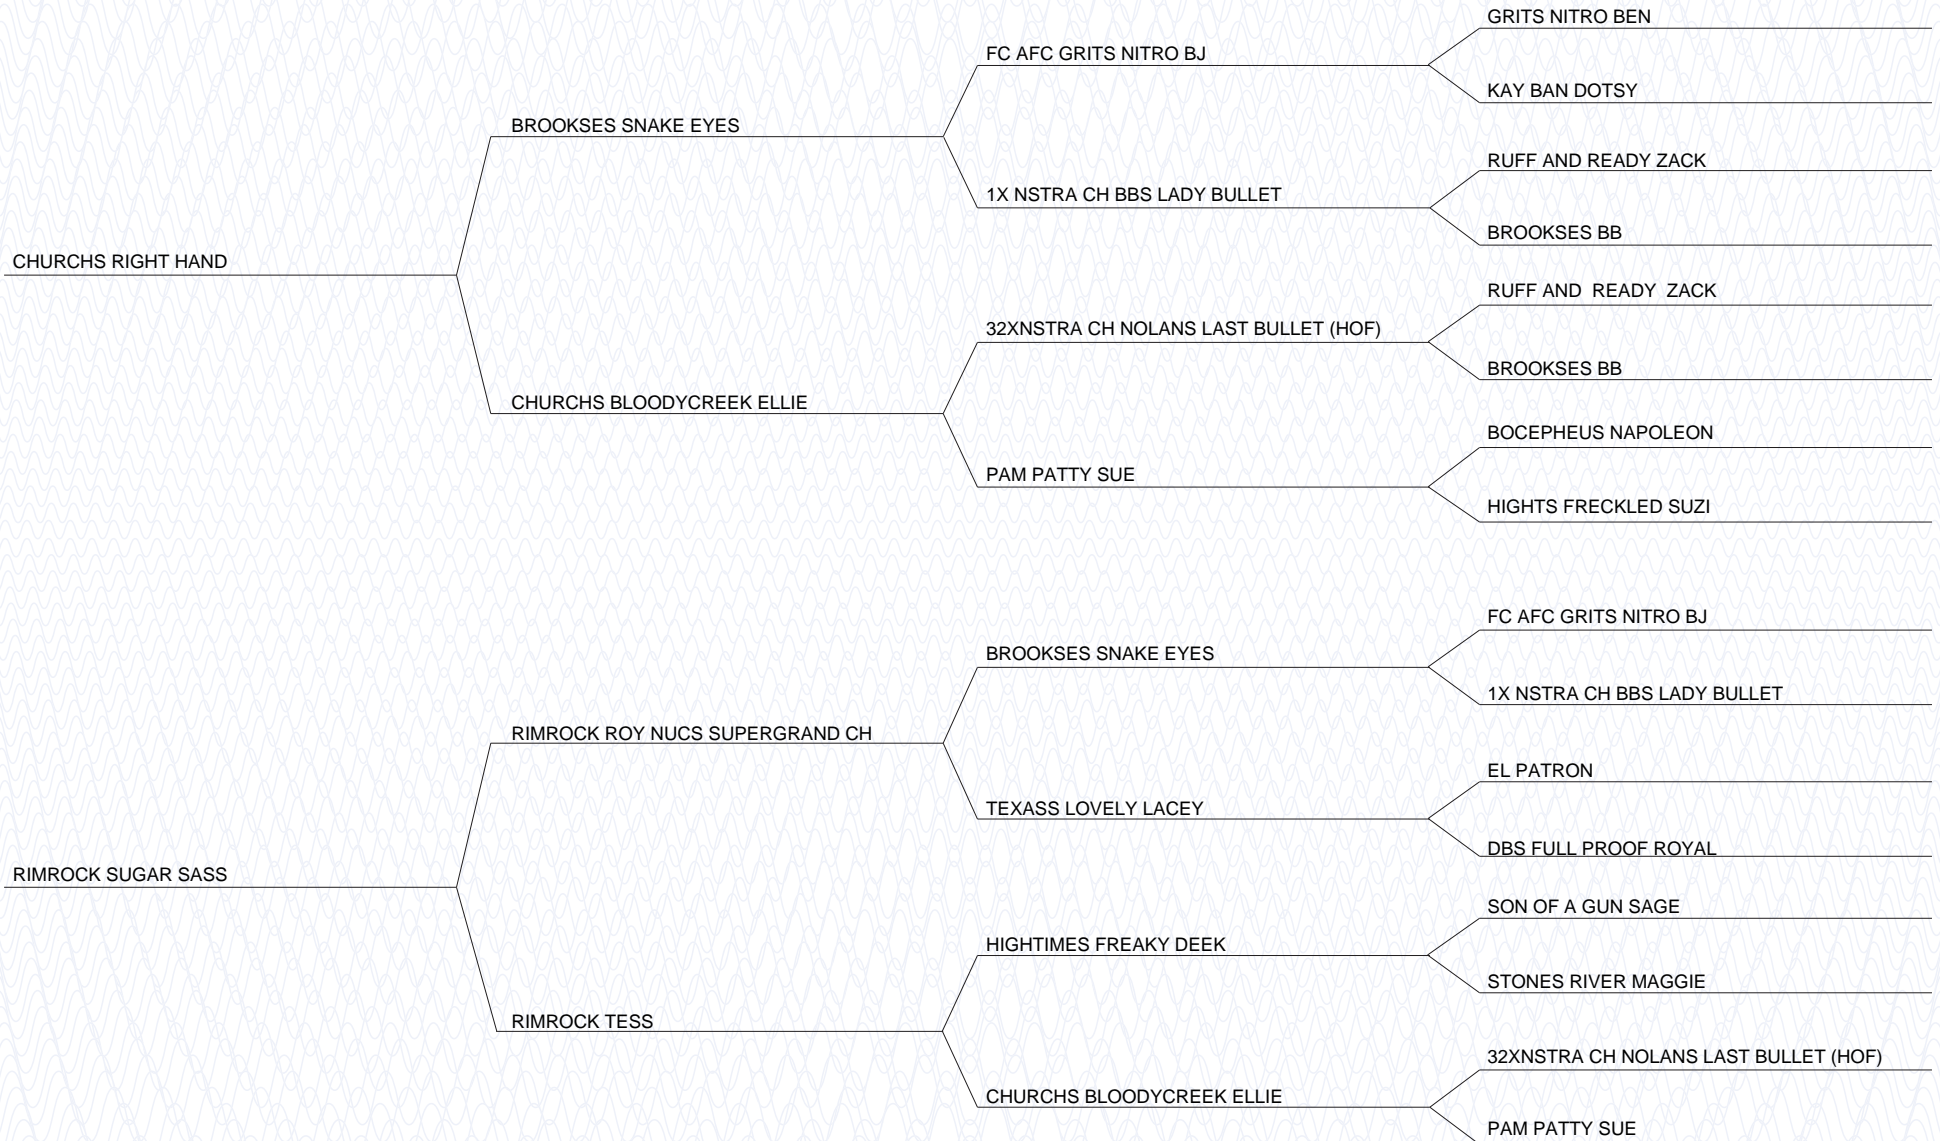 GRITS NITRO BEN
FC AFC GRITS NITRO BJ
KAY BAN DOTSY
BROOKSES SNAKE EYES
RUFF AND READY ZACK
1X NSTRA CH BBS LADY BULLET
BROOKSES BB
CHURCHS RIGHT HAND
RUFF AND  READY  ZACK
32XNSTRA CH NOLANS LAST BULLET (HOF)
BROOKSES BB
CHURCHS BLOODYCREEK ELLIE
BOCEPHEUS NAPOLEON
PAM PATTY SUE
HIGHTS FRECKLED SUZI
FC AFC GRITS NITRO BJ
BROOKSES SNAKE EYES
1X NSTRA CH BBS LADY BULLET
RIMROCK ROY NUCS SUPERGRAND CH
EL PATRON
TEXASS LOVELY LACEY
DBS FULL PROOF ROYAL
RIMROCK SUGAR SASS
SON OF A GUN SAGE
HIGHTIMES FREAKY DEEK
STONES RIVER MAGGIE
RIMROCK TESS
32XNSTRA CH NOLANS LAST BULLET (HOF)
CHURCHS BLOODYCREEK ELLIE
PAM PATTY SUE